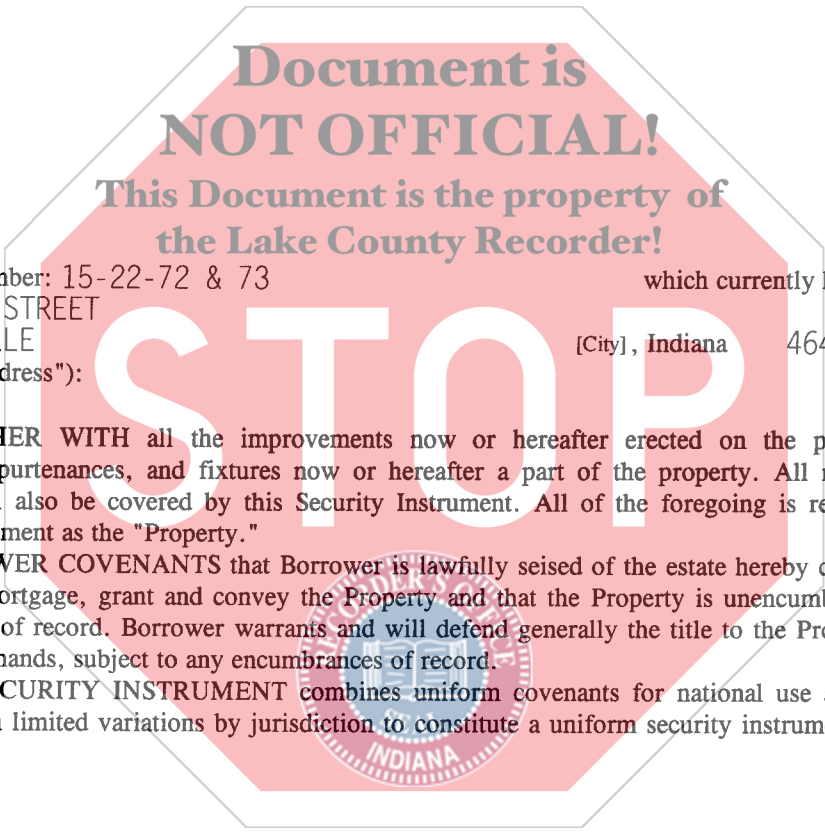 Document is
NOT OFFICIAL!
This Document is the property of
the Lake County Recorder!
nber: 15-22-72 & 73 which currently
STREET
LE [City] , Indiana 464
dress"):
STOP
HER WITH all the improvements now or hereafter erected on the p
purtenances, and fixtures now or hereafter a part of the property. All
also be covered by this Security Instrument. All of the foregoing is re
ment as the "Property."
WER COVENANTS that Borrower is lawfully seised of the estate hereby
ortgage, grant and convey the Property and that the Property is unencumb
of record. Borrower warrants and will defend generally the title to the Pro
nands, subject to any encumbrances of record.
CURITY INSTRUMENT combines uniform covenants for national use
limited variations by jurisdiction to constitute a uniform security instrum
RECORDER'S OFFICE
SEAL
INDIANA